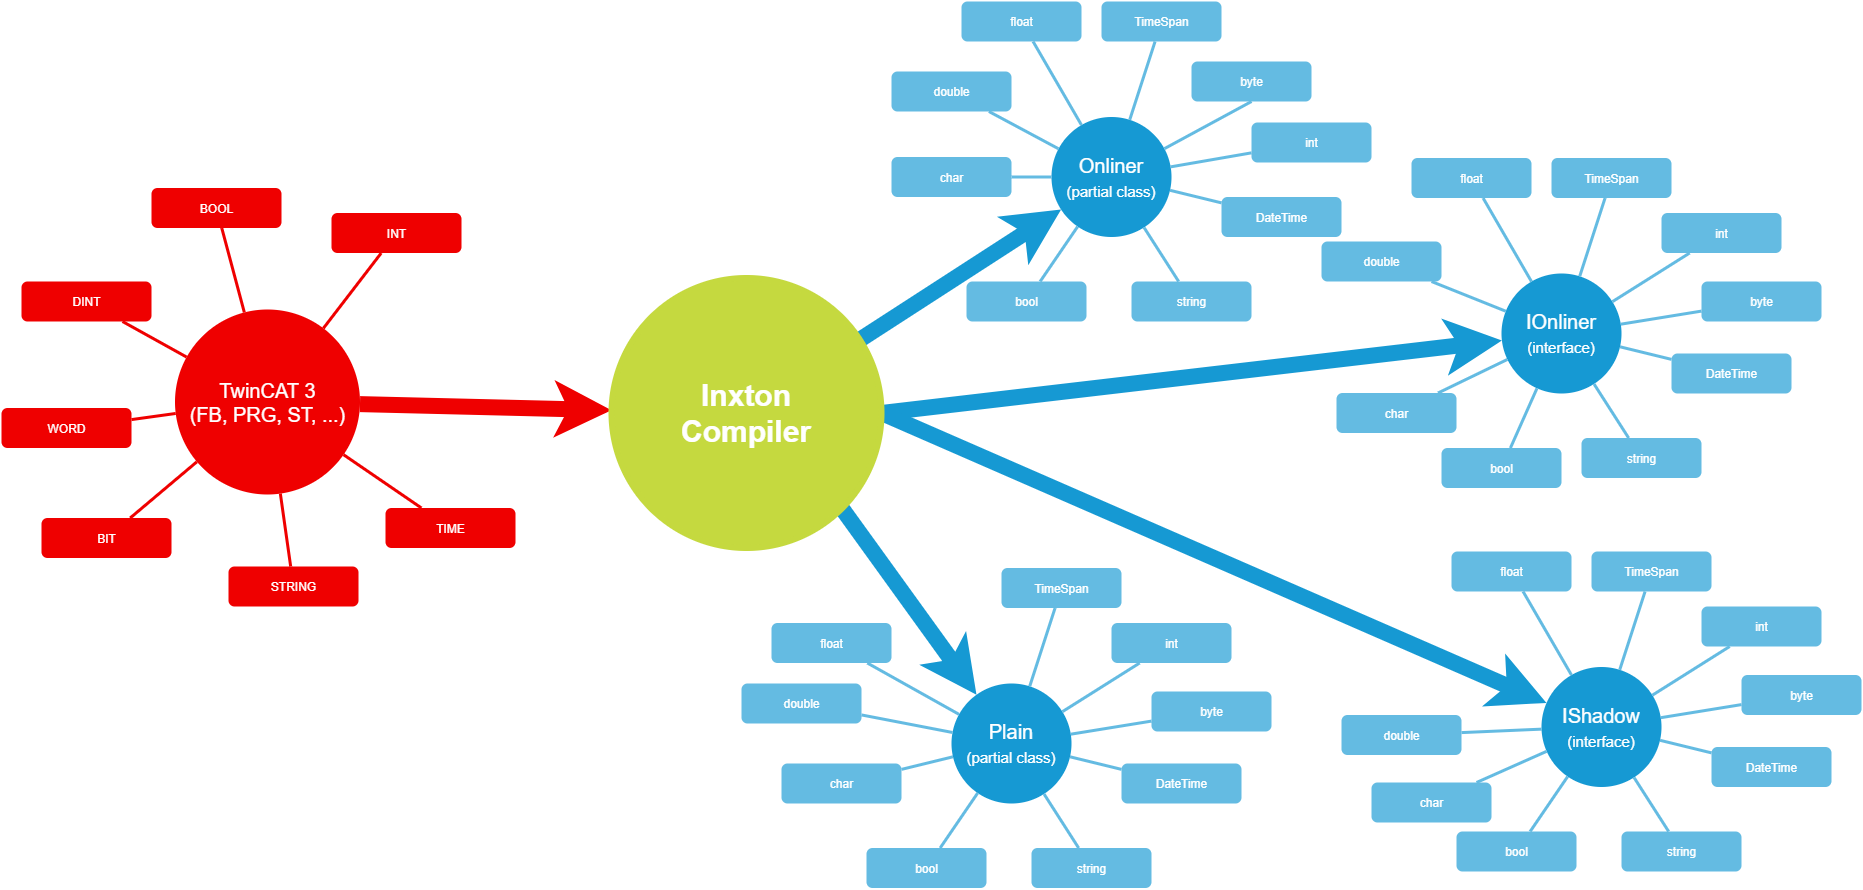 BOOL
INT
DINT
TwinCAT 3
(FB, PRG, ST, ...)
WORD
BIT
TIME
STRING
Inxton
Compiler
float
TimeSpan
double
byte
int
char
Onliner
(partial class)
DateTime
bool
string
float
TimeSpan
int
double
byte
IOnliner
(interface)
DateTime
char
bool
string
TimeSpan
float
int
double
byte
Plain
(partial class)
char
DateTime
bool
string
float
TimeSpan
int
byte
IShadow
(interface)
double
DateTime
char
bool
string